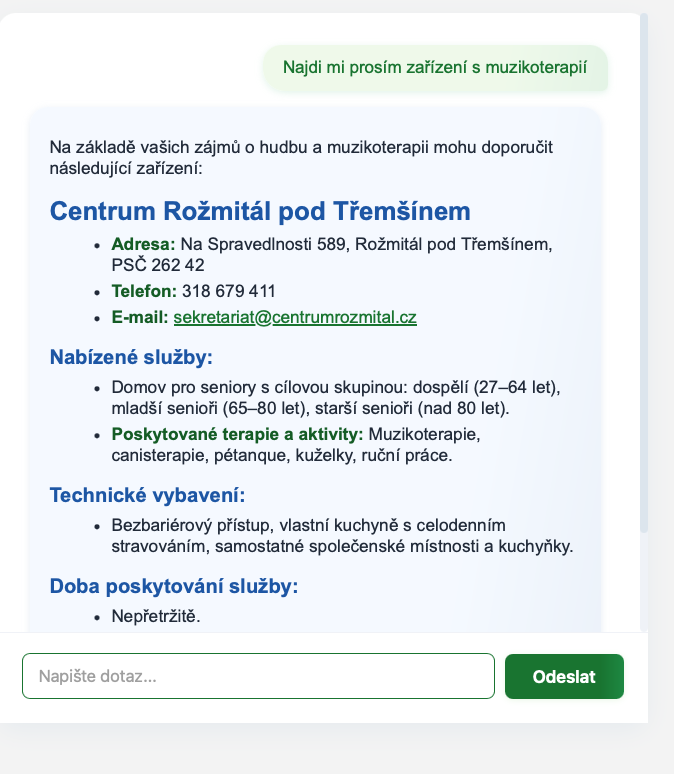 Najdi mi prosím zařízení s muzikoterapií
Na základě vašich zájmů o hudbu a muzikoterapii mohu doporučit
následující zařízení:
Centrum Rožmitál pod Třemšínem
• Adresa: Na Spravedlnosti 589, Rožmitál pod Třemšínem,
PSČ 262 42
• Telefon: 318 679 411
• E-mail: sekretariat@centrumrozmital.cz
Nabízené služby:
• Domov pro seniory s cílovou skupinou: dospělí (27–64 let),
mladší senioři (65–80 let), starší senioři (nad 80 let).
• Poskytované terapie a aktivity: Muzikoterapie,
canisterapie, pétanque, kuželky, ruční práce.
Technické vybavení:
• Bezbariérový přístup, vlastní kuchyně s celodenním
stravováním, samostatné společenské místnosti a kuchyňky.
Doba poskytování služby:
• Nepřetržitě.
Napište dotaz...
Odeslat